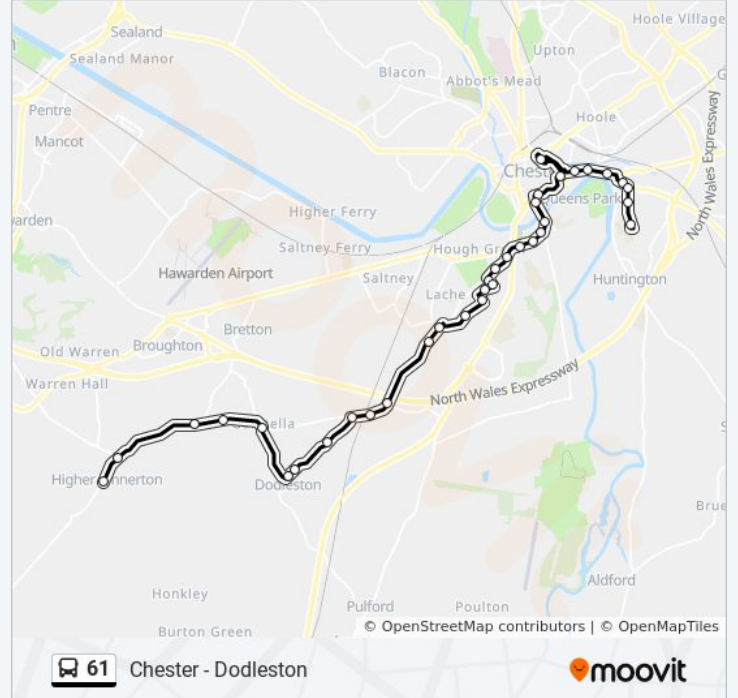 Hoole Village
Sealand
Sealand Manor
Upton
Blacon
Abbot's Mead
Pentre
Hoole
Mancot
North Wales Expressway
Queens Park
Higher Ferry
Saltney Ferry
Hough
Hawarden Airport
Saltney
Huntington
Lache
Bretton
Broughton
Old Warren
Warren Hall
North Wales Expressway
Higher
Dodleston
Aldford
Honkley
Pulford
Poulton
Burton Green
© OpenStreetMap contributors | © OpenMapTiles
61 Chester - Dodleston
moovit